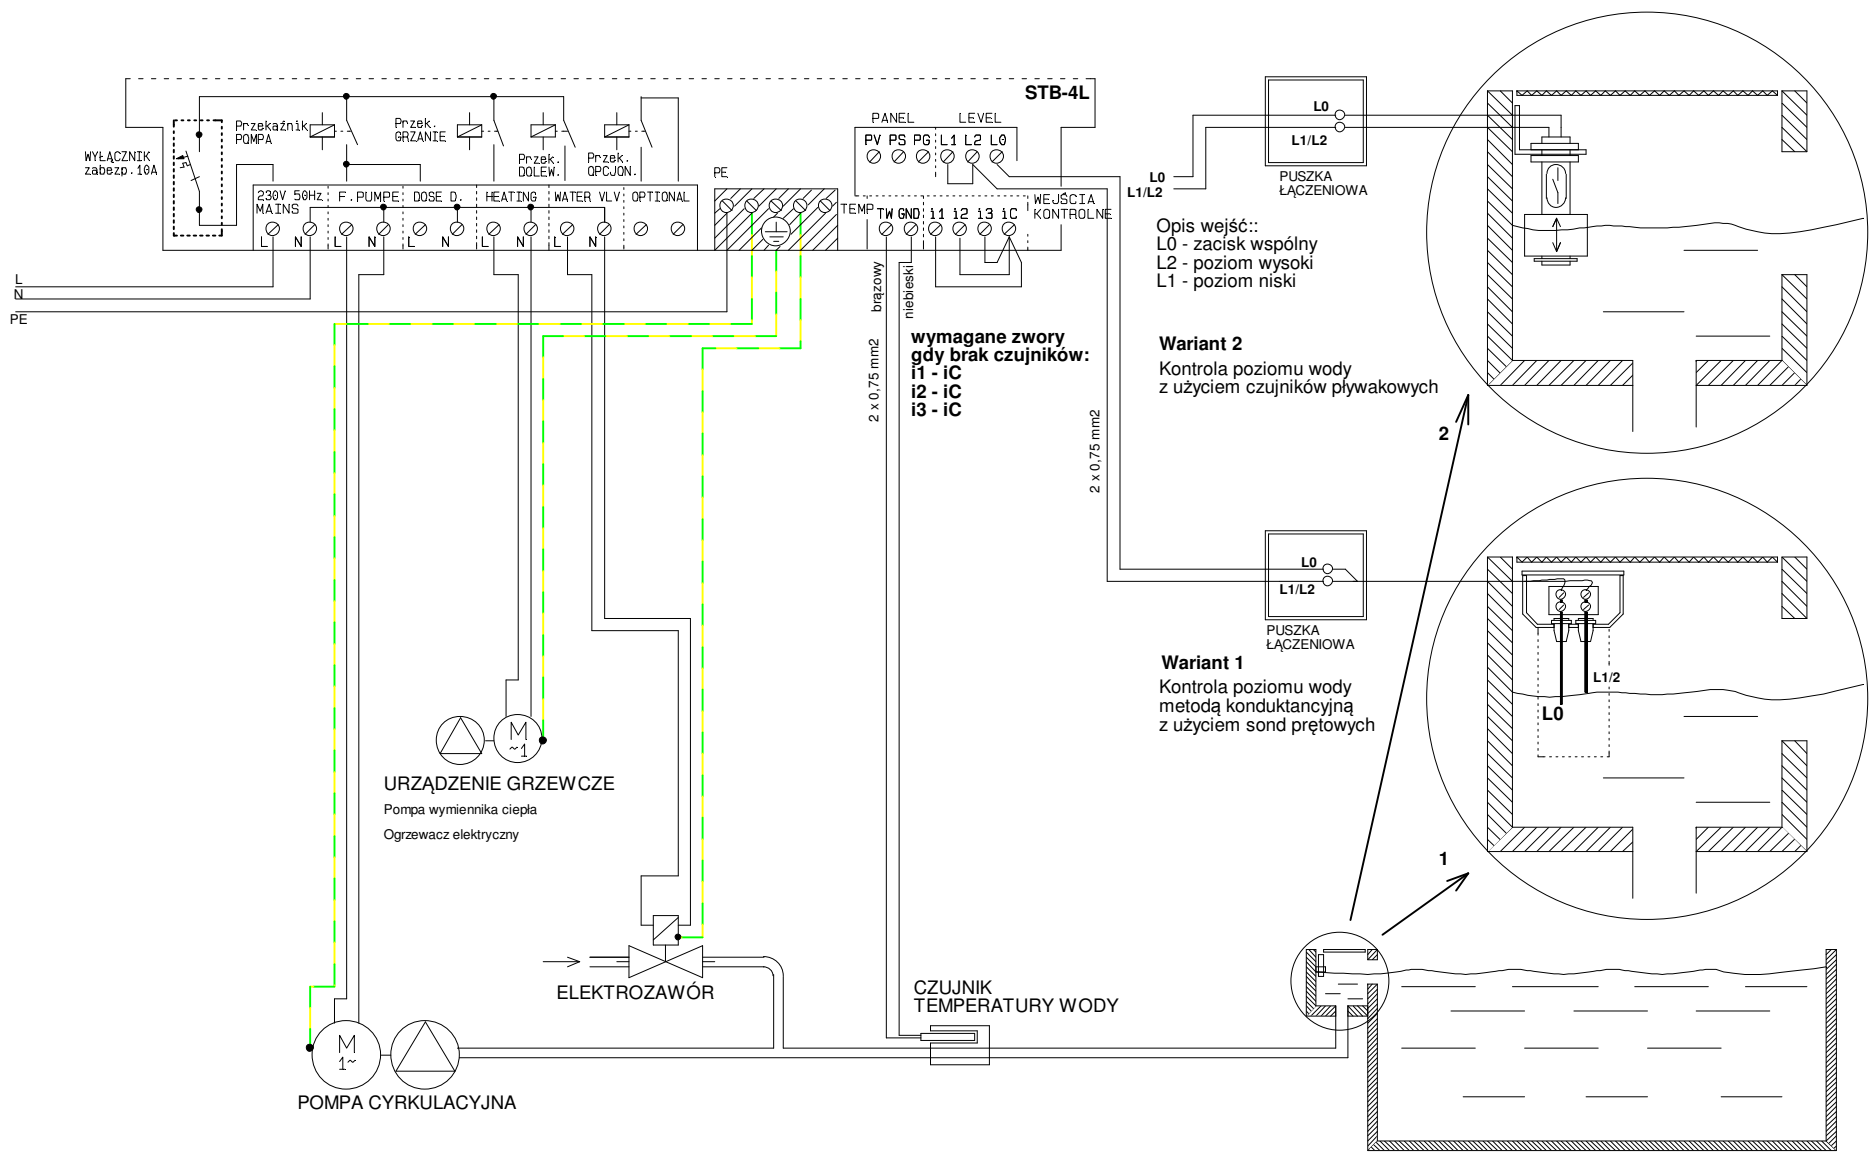 STB-4L
Przekaźnik
POMPA
Przek.
GRZANIE
Przek.
DOLEW.
Przek.
OPCJON.
WYŁĄCZNIK
zabezp.10A
230V 50Hz
MAINS
F.PUMPE
DOSE D.
HEATING
WATER VLV
OPTIONAL
L N L N L N L N L N
PE
PANEL LEVEL
PV PS PG L1 L2 L0
TEMP
TW GND i1 i2 i3 iC
WEJŚCIA
KONTROLNE
L
N
PE
brązowy
niebieski
2 x 0,75 mm2
wymagane zwory
gdy brak czujników:
i1 - iC
i2 - iC
i3 - iC
2 x 0,75 mm2
L0
L1/L2
L0
L1/L2
PUSZKA
ŁĄCZENIOWA
Opis wejść::
L0 - zacisk wspólny
L2 - poziom wysoki
L1 - poziom niski
Wariant 2
Kontrola poziomu wody
z użyciem czujników pływakowych
2
L0
L1/L2
PUSZKA
ŁĄCZENIOWA
Wariant 1
Kontrola poziomu wody
metodą konduktancyjną
z użyciem sond prętowych
L1/2
L0
1
M
~1
URZĄDZENIE GRZEWCZE
Pompa wymiennika ciepła
Ogrzewacz elektryczny
ELEKTROZAWÓR
CZUJNIK
TEMPERATURY WODY
M
1~
POMPA CYRKULACYJNA